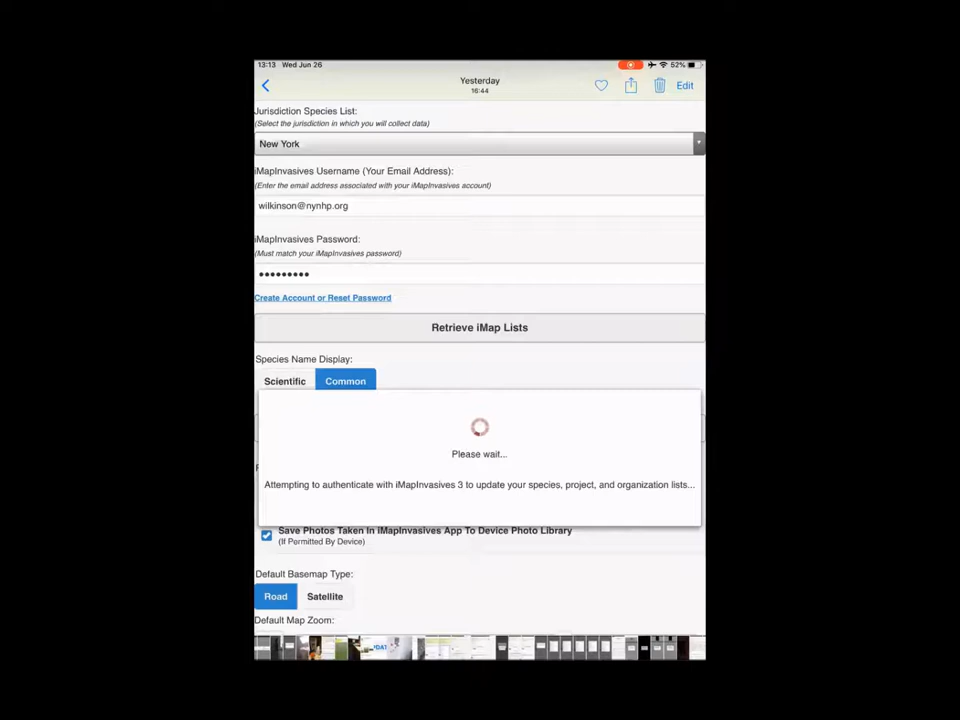 13:13 Wed Jun 26 52%
Yesterday
16:44
Edit
Jurisdiction Species List:
(Select the jurisdiction in which you will collect data)
New York
iMapInvasives Username (Your Email Address):
(Enter the email address associated with your iMapInvasives account)
wilkinson@nynhp.org
iMapInvasives Password:
(Must match your iMapInvasives password)
•••••••••
Create Account or Reset Password
Retrieve iMap Lists
Species Name Display:
Scientific Common
Please wait...
Attempting to authenticate with iMapInvasives 3 to update your species, project, and organization lists...
Save Photos Taken In iMapInvasives App To Device Photo Library
(If Permitted By Device)
Default Basemap Type:
Road Satellite
Default Map Zoom: